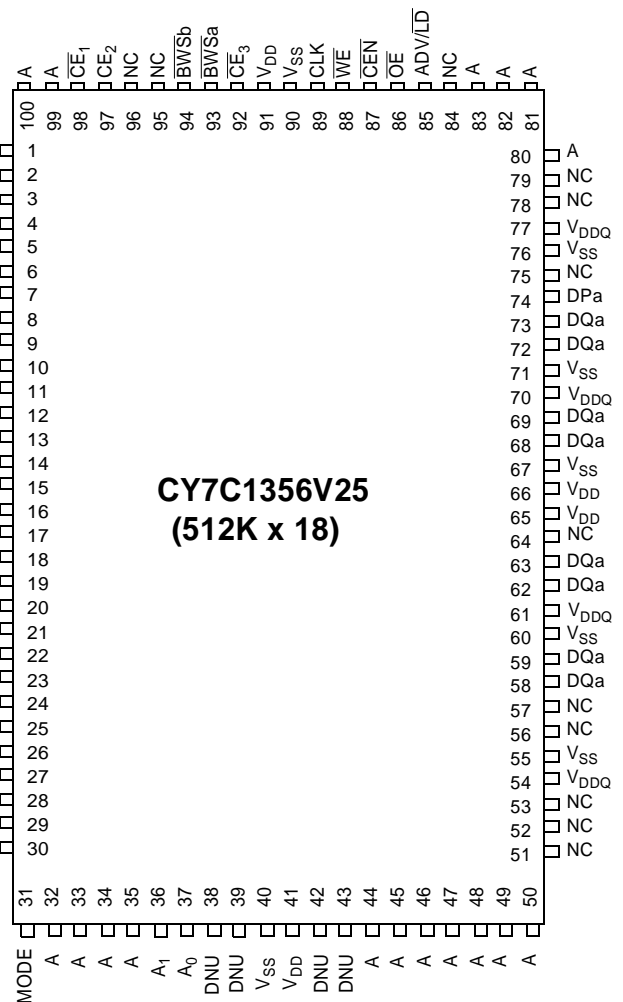 A A CE1 CE2 NC NC BWSb BWSa CE3 VDD VSS CLK WE CEN OE ADV/LD NC A A A
100 99 98 97 96 95 94 93 92 91 90 89 88 87 86 85 84 83 82 81
1 80 A
2 79 NC
3 78 NC
4 77 VDDQ
5 76 VSS
6 75 NC
7 74 DPa
8 73 DQa
9 72 DQa
10 71 VSS
11 70 VDDQ
12 69 DQa
13 68 DQa
14 67 VSS
15 CY7C1356V25 66 VDD
16 65 VDD
17 (512K x 18) 64 NC
18 63 DQa
19 62 DQa
20 61 VDDQ
21 60 VSS
22 59 DQa
23 58 DQa
24 57 NC
25 56 NC
26 55 VSS
27 54 VDDQ
28 53 NC
29 52 NC
30 51 NC
31 32 33 34 35 36 37 38 39 40 41 42 43 44 45 46 47 48 49 50
MODE A A A A A1 A0 DNU DNU VSS VDD DNU DNU A A A A A A A